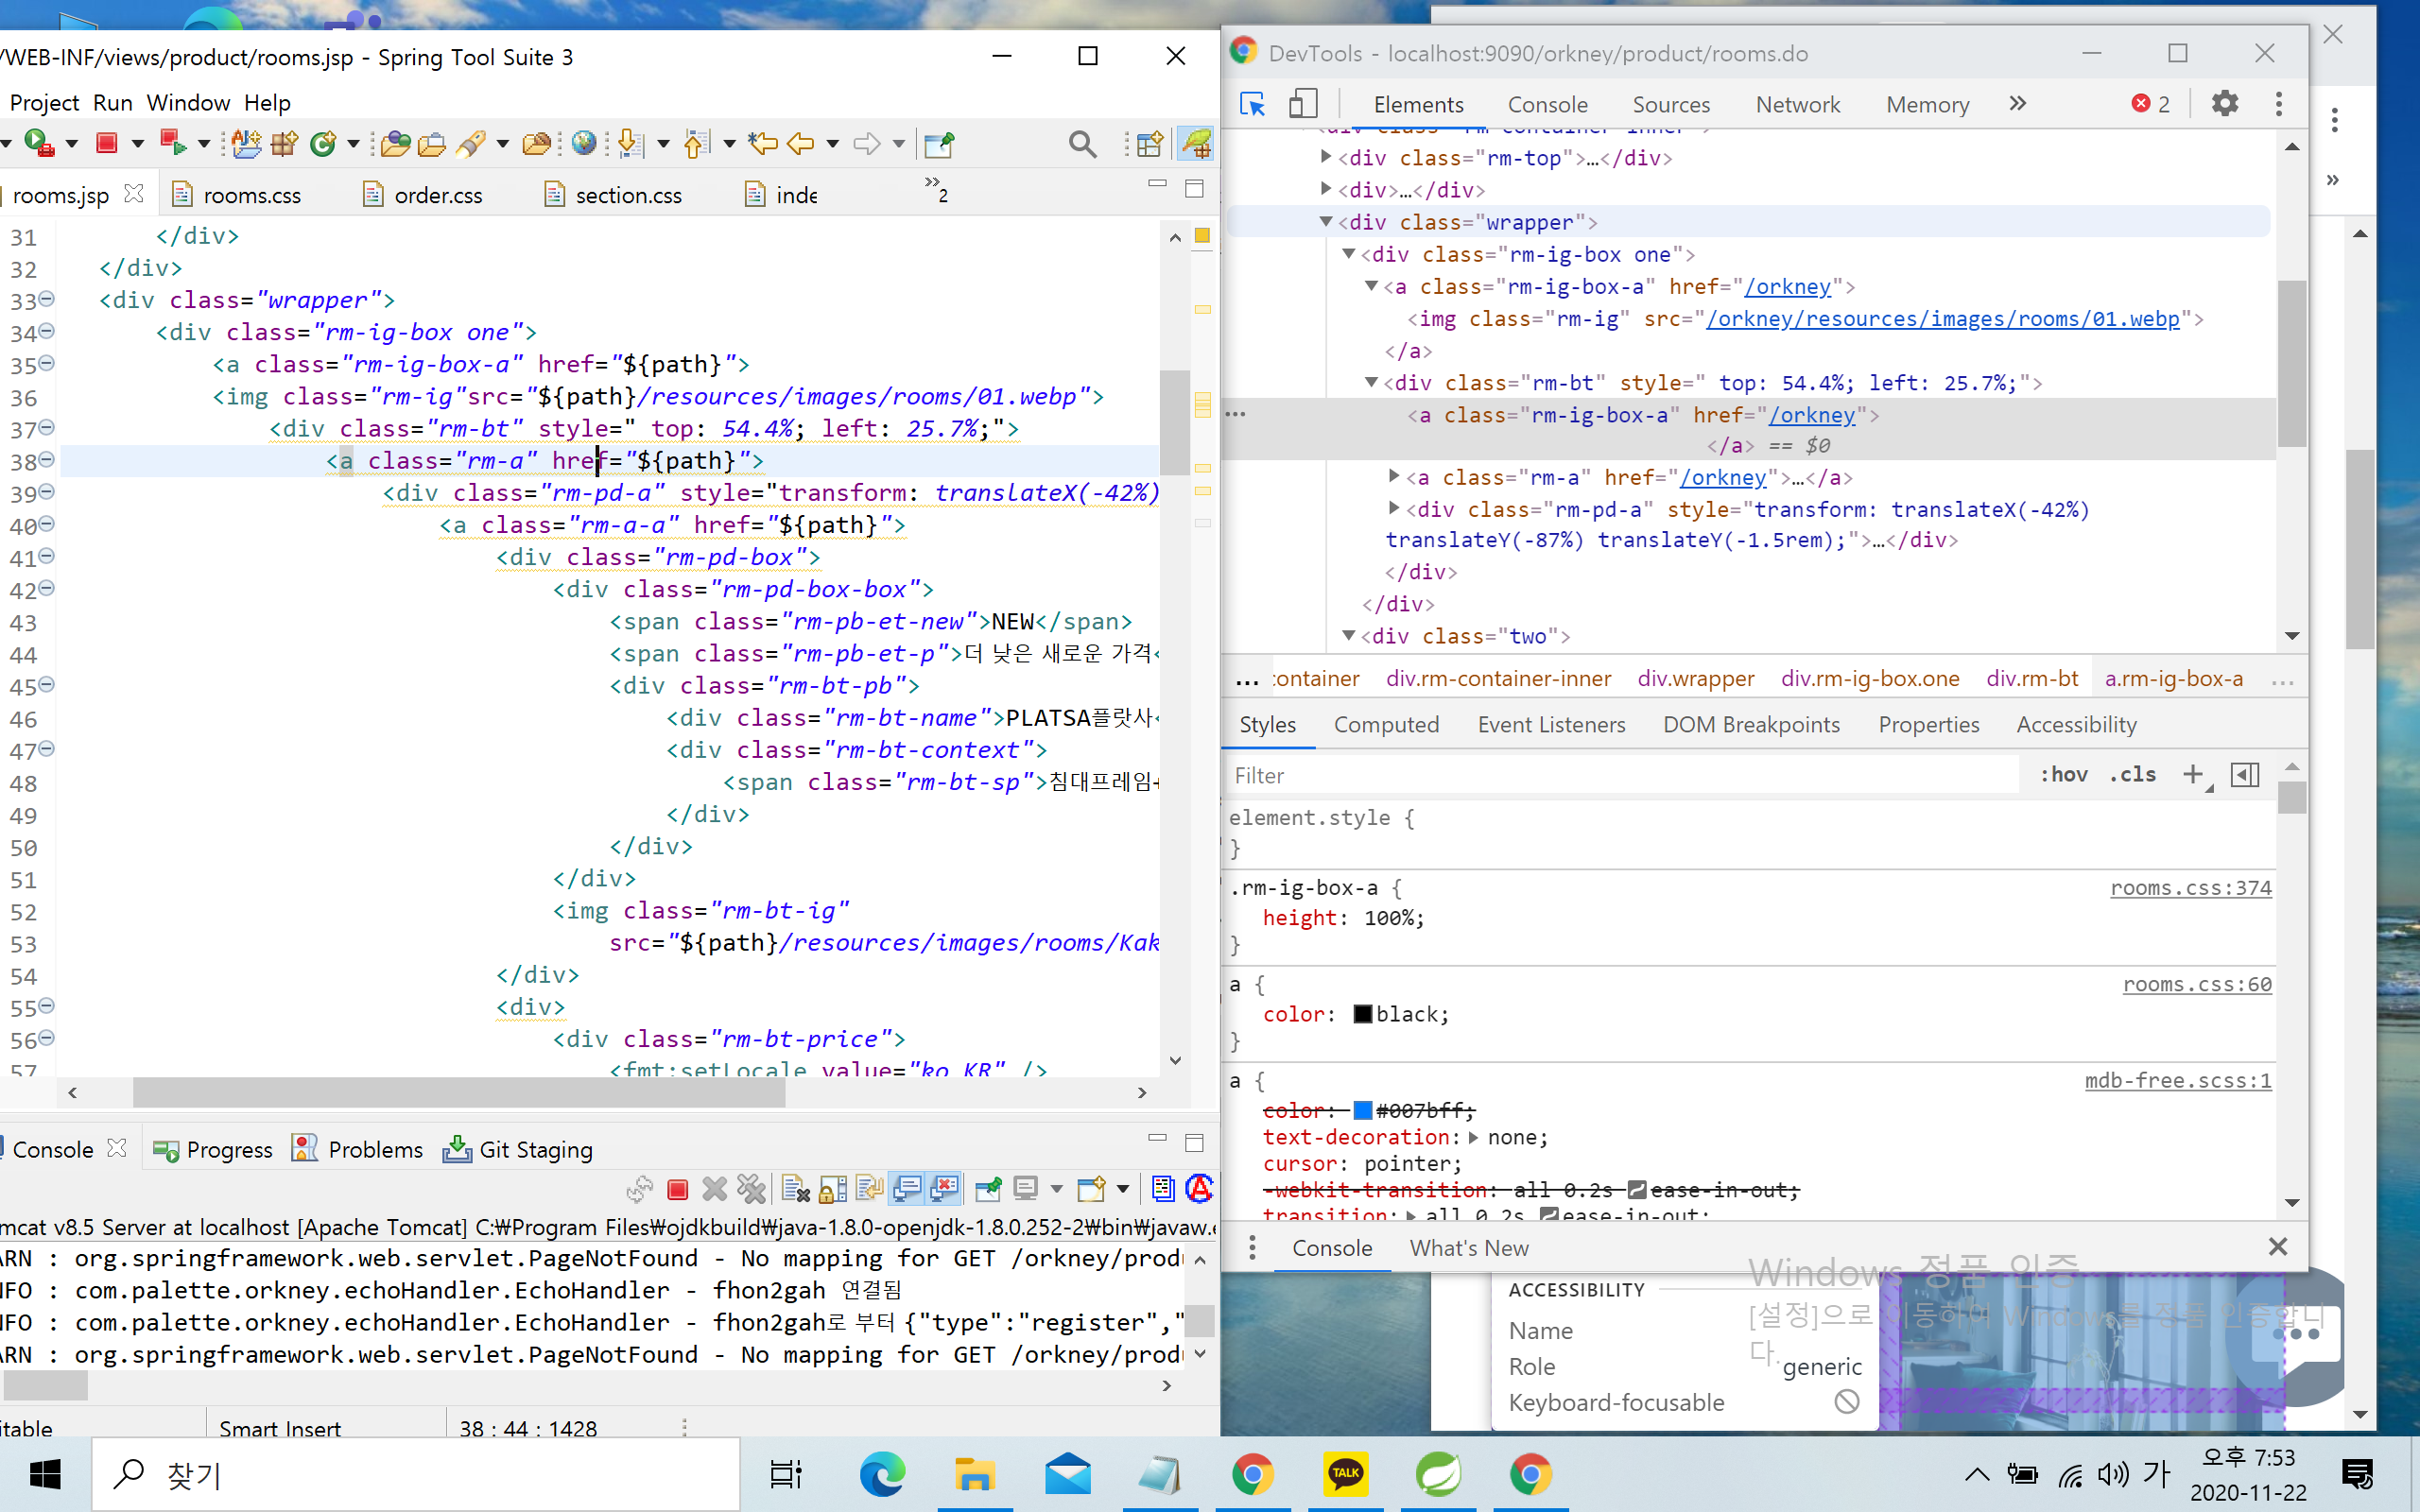 /WEB-INF/views/product/rooms.jsp - Spring Tool Suite 3
Project Run Window Help
rooms.jsp
rooms.css
order.css
section.css
inde
»2
31 </div>
32 </div>
33 <div class="wrapper">
34 <div class="rm-ig-box one">
35 <a class="rm-ig-box-a" href="${path}">
36 <img class="rm-ig"src="${path}/resources/images/rooms/01.webp">
37 <div class="rm-bt" style=" top: 54.4%; left: 25.7%;">
38 <a class="rm-a" href="${path}">
39 <div class="rm-pd-a" style="transform: translateX(-42%)
40 <a class="rm-a-a" href="${path}">
41 <div class="rm-pd-box">
42 <div class="rm-pd-box-box">
43 <span class="rm-pb-et-new">NEW</span>
44 <span class="rm-pb-et-p">더 낮은 새로운 가격<
45 <div class="rm-bt-pb">
46 <div class="rm-bt-name">PLATSA플랏사<
47 <div class="rm-bt-context">
48 <span class="rm-bt-sp">침대프레임+
49 </div>
50 </div>
51 </div>
52 <img class="rm-bt-ig"
53 src="${path}/resources/images/rooms/Kak
54 </div>
55 <div>
56 <div class="rm-bt-price">
57 <fmt:setLocale value="ko_KR" />
Console
Progress
Problems
Git Staging
mcat v8.5 Server at localhost [Apache Tomcat] C:₩Program Files₩ojdkbuild₩java-1.8.0-openjdk-1.8.0.252-2₩bin₩javaw.e
ARN : org.springframework.web.servlet.PageNotFound - No mapping for GET /orkney/produ
NFO : com.palette.orkney.echoHandler.EchoHandler - fhon2gah 연결됨
NFO : com.palette.orkney.echoHandler.EchoHandler - fhon2gah로 부터 {"type":"register","
ARN : org.springframework.web.servlet.PageNotFound - No mapping for GET /orkney/produ
itable
Smart Insert
38 : 44 : 1428
DevTools - localhost:9090/orkney/product/rooms.do
Elements Console Sources Network Memory » 2
<div class="rm-container-inner">
<div class="rm-top">…</div>
<div>…</div>
<div class="wrapper">
<div class="rm-ig-box one">
<a class="rm-ig-box-a" href="/orkney">
<img class="rm-ig" src="/orkney/resources/images/rooms/01.webp">
</a>
<div class="rm-bt" style=" top: 54.4%; left: 25.7%;">
<a class="rm-ig-box-a" href="/orkney">
</a> == $0
<a class="rm-a" href="/orkney">…</a>
<div class="rm-pd-a" style="transform: translateX(-42%)
translateY(-87%) translateY(-1.5rem);">…</div>
</div>
</div>
<div class="two">
... :ontainer div.rm-container-inner div.wrapper div.rm-ig-box.one div.rm-bt a.rm-ig-box-a ...
Styles Computed Event Listeners DOM Breakpoints Properties Accessibility
Filter
:hov .cls +
element.style {
}
.rm-ig-box-a {
rooms.css:374
height: 100%;
}
a {
rooms.css:60
color: black;
}
a {
mdb-free.scss:1
color: #007bff;
text-decoration: none;
cursor: pointer;
-webkit-transition: all 0.2s ease-in-out;
transition: all 0.2s ease-in-out;
Console What's New
Windows 정품 인증
[설정]으로 이동하여 Windows를 정품 인증합니
다.
ACCESSIBILITY
Name
Role generic
Keyboard-focusable
찾기
TALK
가
오후 7:53
2020-11-22